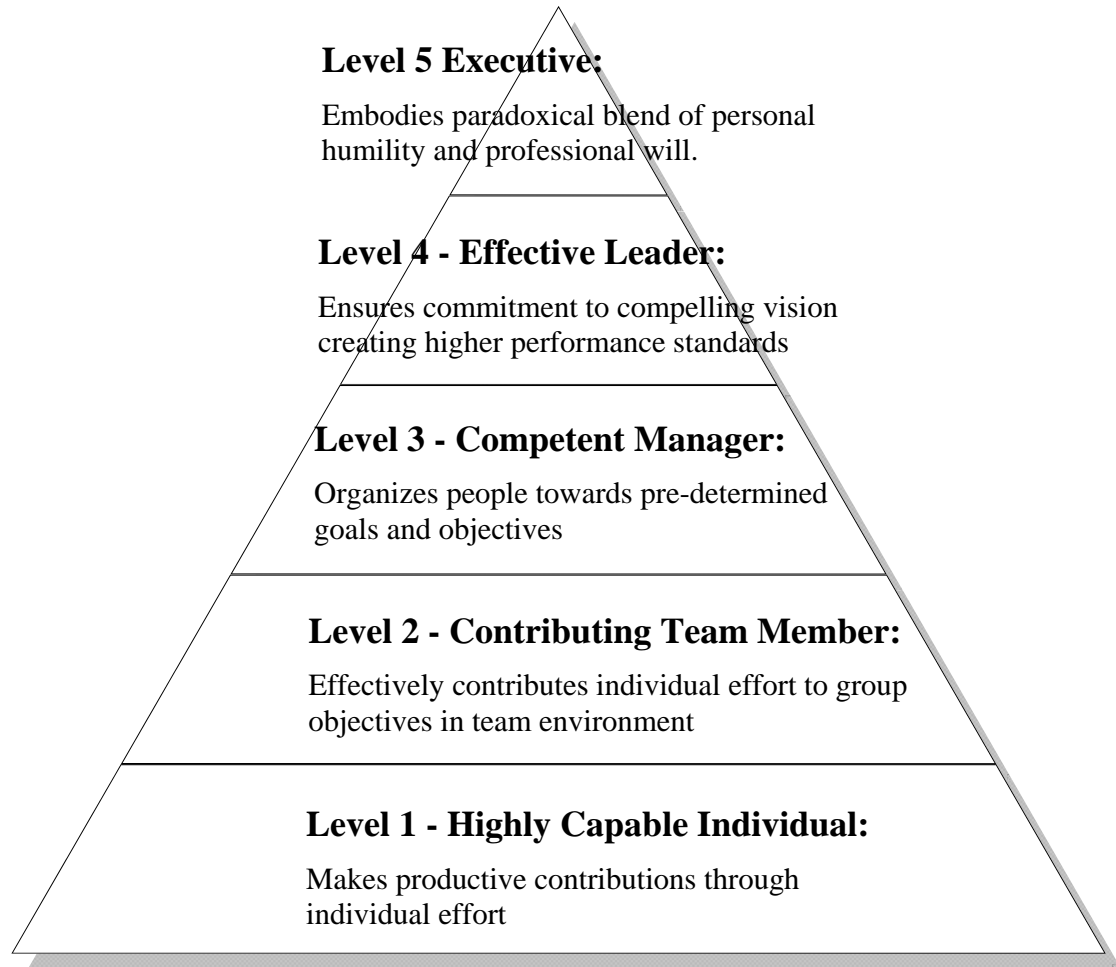 Level 5 Executive:
Embodies paradoxical blend of personal
humility and professional will.
Level 4 - Effective Leader:
Ensures commitment to compelling vision
creating higher performance standards
Level 3 - Competent Manager:
Organizes people towards pre-determined
goals and objectives
Level 2 - Contributing Team Member:
Effectively contributes individual effort to group
objectives in team environment
Level 1 - Highly Capable Individual:
Makes productive contributions through
individual effort